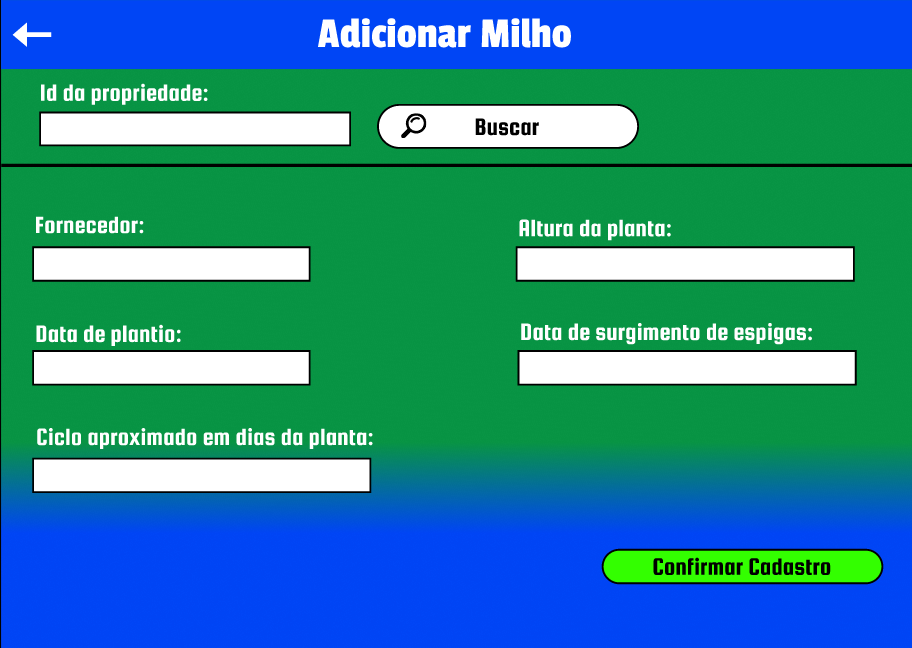 Adicionar Milho
Id da propriedade:
Buscar
Fornecedor:
Altura da planta:
Data de plantio:
Data de surgimento de espigas:
Ciclo aproximado em dias da planta:
Confirmar Cadastro